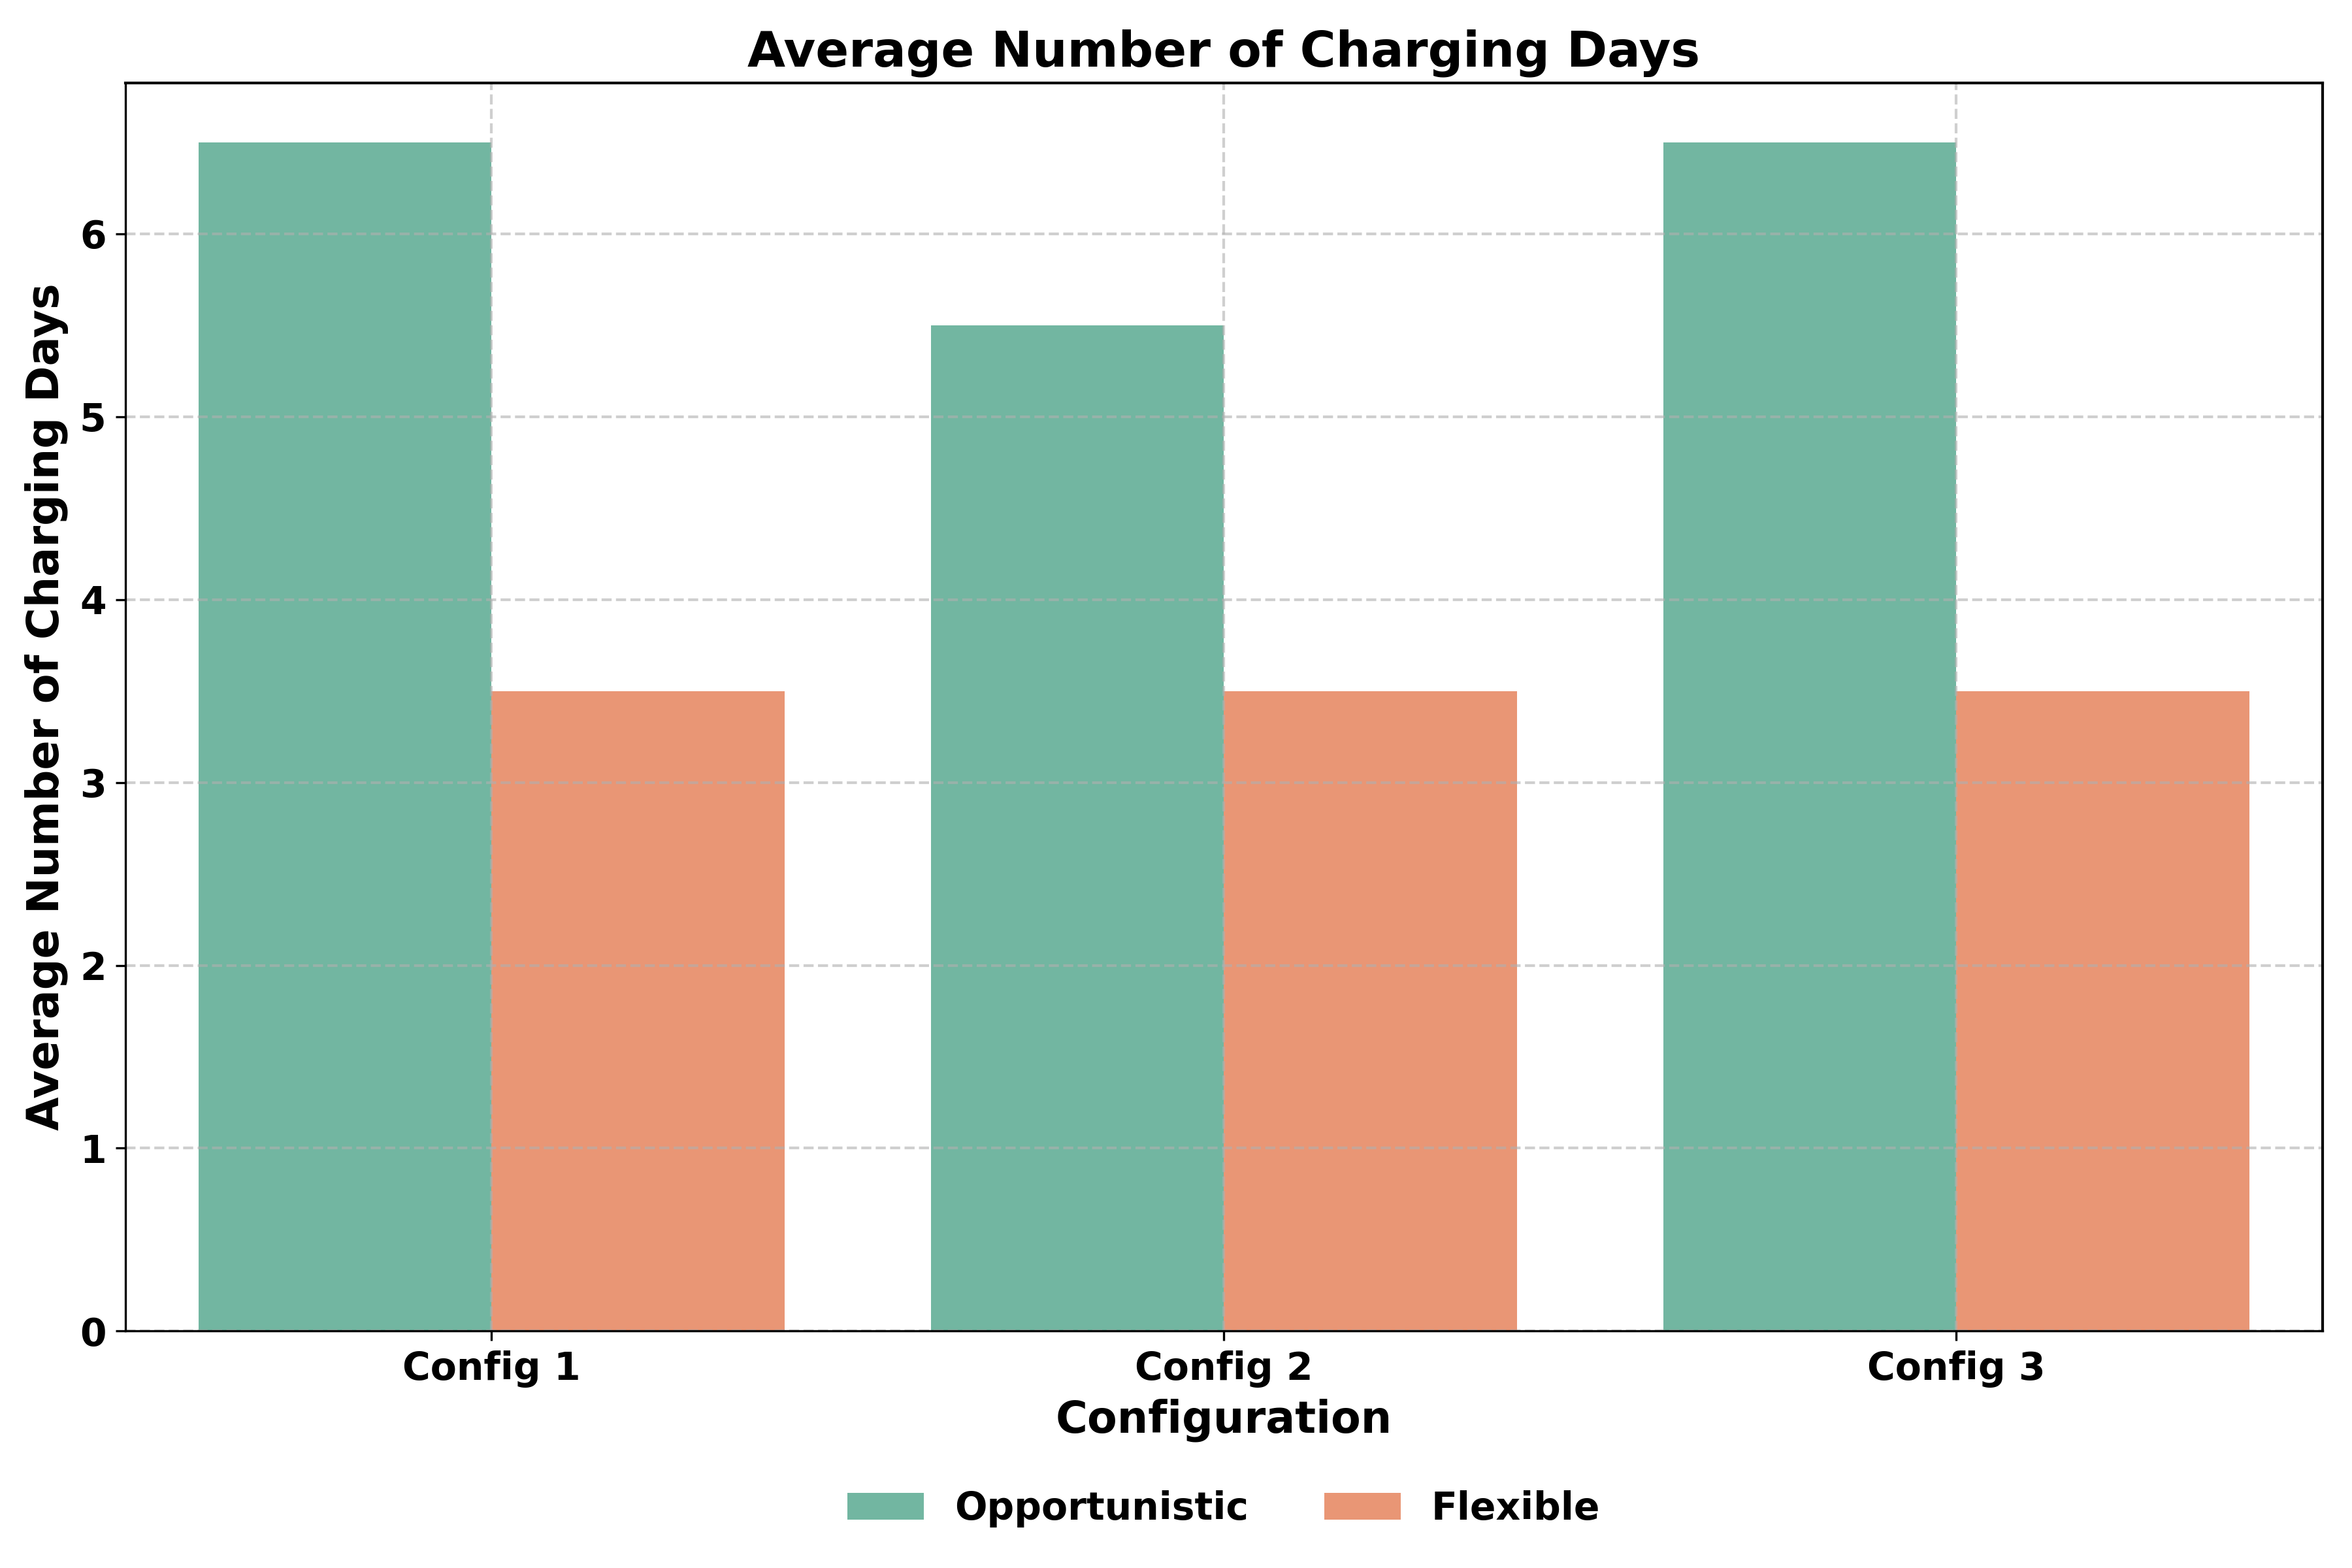 Average Number of Charging Days
Average Number of Charging Days
6
5
4
3
2
1
0
Config 1
Config 2
Config 3
Configuration
Opportunistic
Flexible